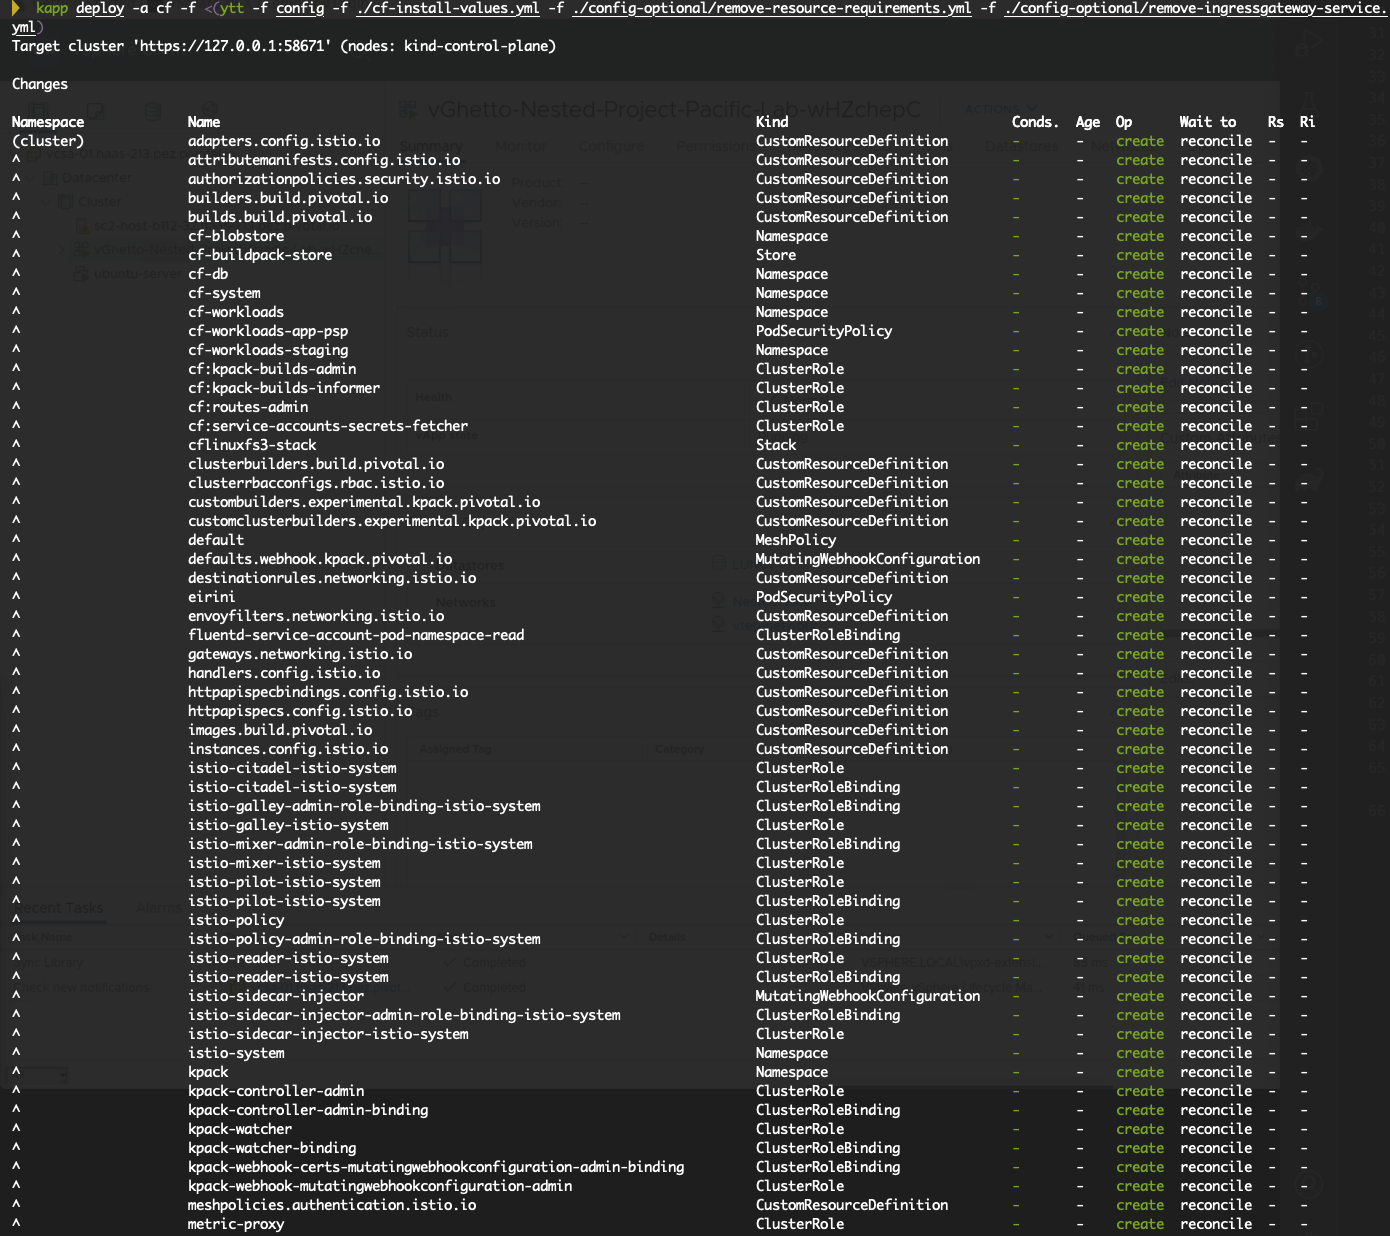 kapp deploy -a cf -f <(ytt -f config -f ./cf-install-values.yml -f ./config-optional/remove-resource-requirements.yml -f ./config-optional/remove-ingressgateway-service.
yml)
Target cluster 'https://127.0.0.1:58671' (nodes: kind-control-plane)
Changes
Namespace Name Kind Conds. Age Op Wait to Rs Ri
(cluster) adapters.config.istio.io CustomResourceDefinition - - create reconcile - -
^ attributemanifests.config.istio.io CustomResourceDefinition - - create reconcile - -
^ authorizationpolicies.security.istio.io CustomResourceDefinition - - create reconcile - -
^ builders.build.pivotal.io CustomResourceDefinition - - create reconcile - -
^ builds.build.pivotal.io CustomResourceDefinition - - create reconcile - -
^ cf-blobstore Namespace - - create reconcile - -
^ cf-buildpack-store Store - - create reconcile - -
^ cf-db Namespace - - create reconcile - -
^ cf-system Namespace - - create reconcile - -
^ cf-workloads Namespace - - create reconcile - -
^ cf-workloads-app-psp PodSecurityPolicy - - create reconcile - -
^ cf-workloads-staging Namespace - - create reconcile - -
^ cf:kpack-builds-admin ClusterRole - - create reconcile - -
^ cf:kpack-builds-informer ClusterRole - - create reconcile - -
^ cf:routes-admin ClusterRole - - create reconcile - -
^ cf:service-accounts-secrets-fetcher ClusterRole - - create reconcile - -
^ cflinuxfs3-stack Stack - - create reconcile - -
^ clusterbuilders.build.pivotal.io CustomResourceDefinition - - create reconcile - -
^ clusterrbacconfigs.rbac.istio.io CustomResourceDefinition - - create reconcile - -
^ custombuilders.experimental.kpack.pivotal.io CustomResourceDefinition - - create reconcile - -
^ customclusterbuilders.experimental.kpack.pivotal.io CustomResourceDefinition - - create reconcile - -
^ default MeshPolicy - - create reconcile - -
^ defaults.webhook.kpack.pivotal.io MutatingWebhookConfiguration - - create reconcile - -
^ destinationrules.networking.istio.io CustomResourceDefinition - - create reconcile - -
^ eirini PodSecurityPolicy - - create reconcile - -
^ envoyfilters.networking.istio.io CustomResourceDefinition - - create reconcile - -
^ fluentd-service-account-pod-namespace-read ClusterRoleBinding - - create reconcile - -
^ gateways.networking.istio.io CustomResourceDefinition - - create reconcile - -
^ handlers.config.istio.io CustomResourceDefinition - - create reconcile - -
^ httpapispecbindings.config.istio.io CustomResourceDefinition - - create reconcile - -
^ httpapispecs.config.istio.io CustomResourceDefinition - - create reconcile - -
^ images.build.pivotal.io CustomResourceDefinition - - create reconcile - -
^ instances.config.istio.io CustomResourceDefinition - - create reconcile - -
^ istio-citadel-istio-system ClusterRole - - create reconcile - -
^ istio-citadel-istio-system ClusterRoleBinding - - create reconcile - -
^ istio-galley-admin-role-binding-istio-system ClusterRoleBinding - - create reconcile - -
^ istio-galley-istio-system ClusterRole - - create reconcile - -
^ istio-mixer-admin-role-binding-istio-system ClusterRoleBinding - - create reconcile - -
^ istio-mixer-istio-system ClusterRole - - create reconcile - -
^ istio-pilot-istio-system ClusterRole - - create reconcile - -
^ istio-pilot-istio-system ClusterRoleBinding - - create reconcile - -
^ istio-policy ClusterRole - - create reconcile - -
^ istio-policy-admin-role-binding-istio-system ClusterRoleBinding - - create reconcile - -
^ istio-reader-istio-system ClusterRole - - create reconcile - -
^ istio-reader-istio-system ClusterRoleBinding - - create reconcile - -
^ istio-sidecar-injector MutatingWebhookConfiguration - - create reconcile - -
^ istio-sidecar-injector-admin-role-binding-istio-system ClusterRoleBinding - - create reconcile - -
^ istio-sidecar-injector-istio-system ClusterRole - - create reconcile - -
^ istio-system Namespace - - create reconcile - -
^ kpack Namespace - - create reconcile - -
^ kpack-controller-admin ClusterRole - - create reconcile - -
^ kpack-controller-admin-binding ClusterRoleBinding - - create reconcile - -
^ kpack-watcher ClusterRole - - create reconcile - -
^ kpack-watcher-binding ClusterRoleBinding - - create reconcile - -
^ kpack-webhook-certs-mutatingwebhookconfiguration-admin-binding ClusterRoleBinding - - create reconcile - -
^ kpack-webhook-mutatingwebhookconfiguration-admin ClusterRole - - create reconcile - -
^ meshpolicies.authentication.istio.io CustomResourceDefinition - - create reconcile - -
^ metric-proxy ClusterRole - - create reconcile - -